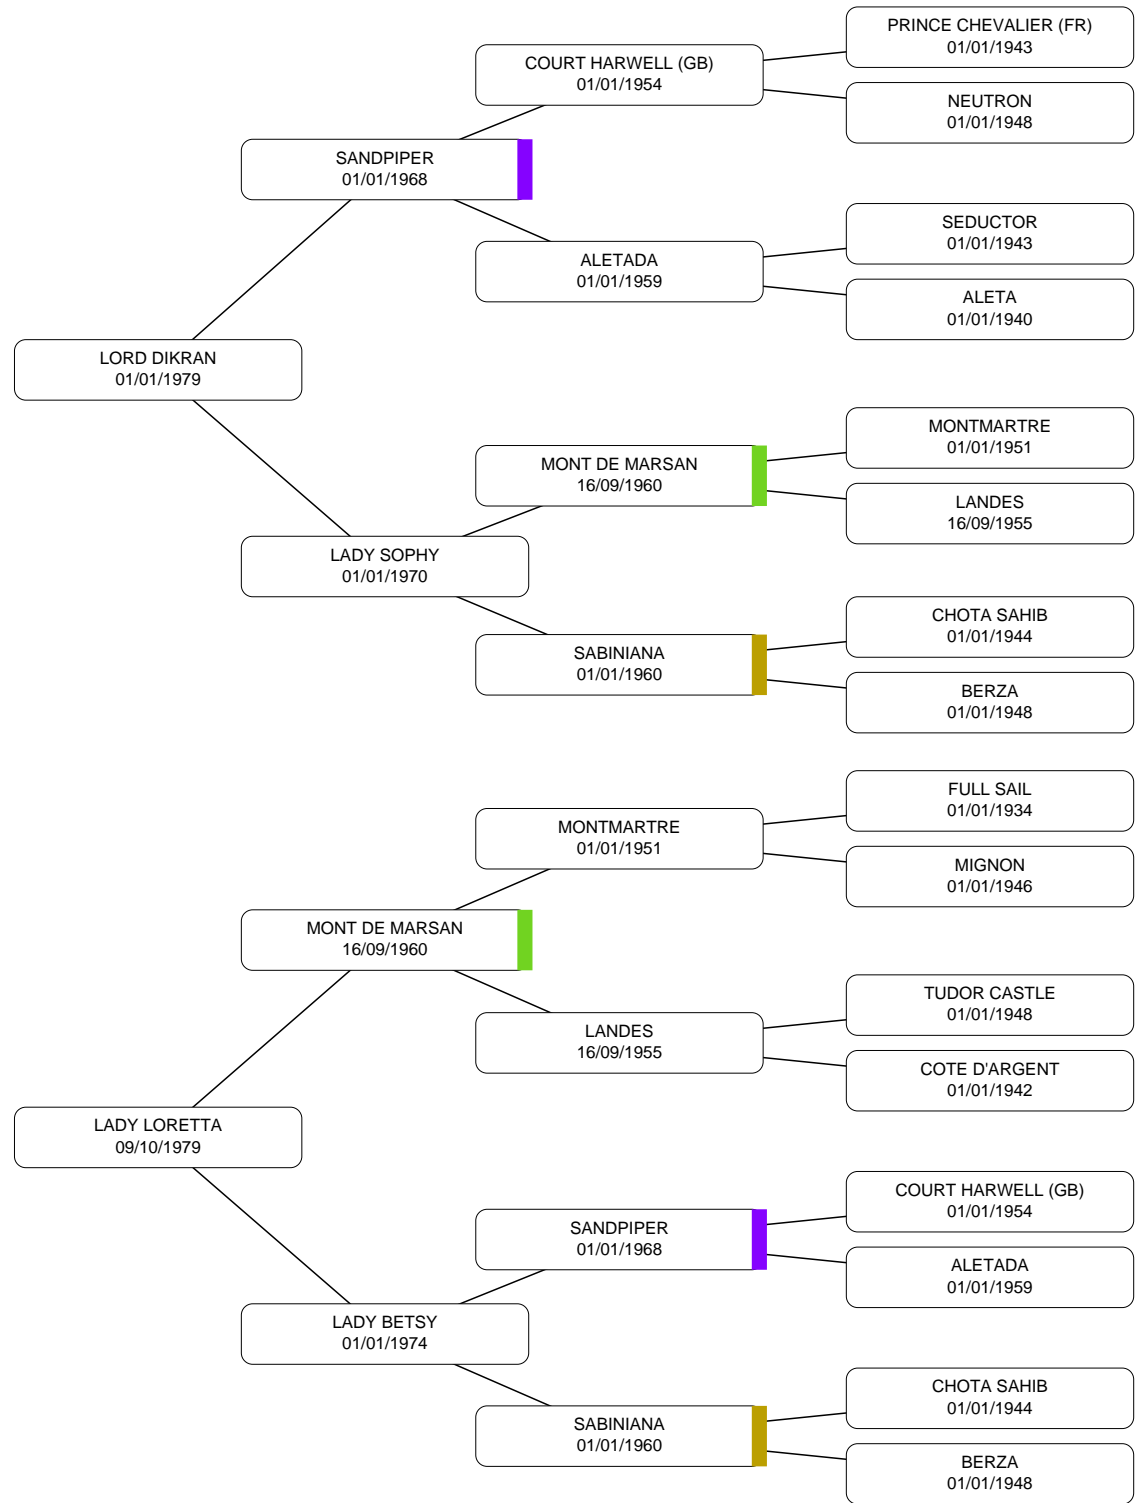 PRINCE CHEVALIER (FR)
01/01/1943
COURT HARWELL (GB)
01/01/1954
NEUTRON
01/01/1948
SANDPIPER
01/01/1968
SEDUCTOR
01/01/1943
ALETADA
01/01/1959
ALETA
01/01/1940
LORD DIKRAN
01/01/1979
MONTMARTRE
01/01/1951
MONT DE MARSAN
16/09/1960
LANDES
16/09/1955
LADY SOPHY
01/01/1970
CHOTA SAHIB
01/01/1944
SABINIANA
01/01/1960
BERZA
01/01/1948
FULL SAIL
01/01/1934
MONTMARTRE
01/01/1951
MIGNON
01/01/1946
MONT DE MARSAN
16/09/1960
TUDOR CASTLE
01/01/1948
LANDES
16/09/1955
COTE D'ARGENT
01/01/1942
LADY LORETTA
09/10/1979
COURT HARWELL (GB)
01/01/1954
SANDPIPER
01/01/1968
ALETADA
01/01/1959
LADY BETSY
01/01/1974
CHOTA SAHIB
01/01/1944
SABINIANA
01/01/1960
BERZA
01/01/1948